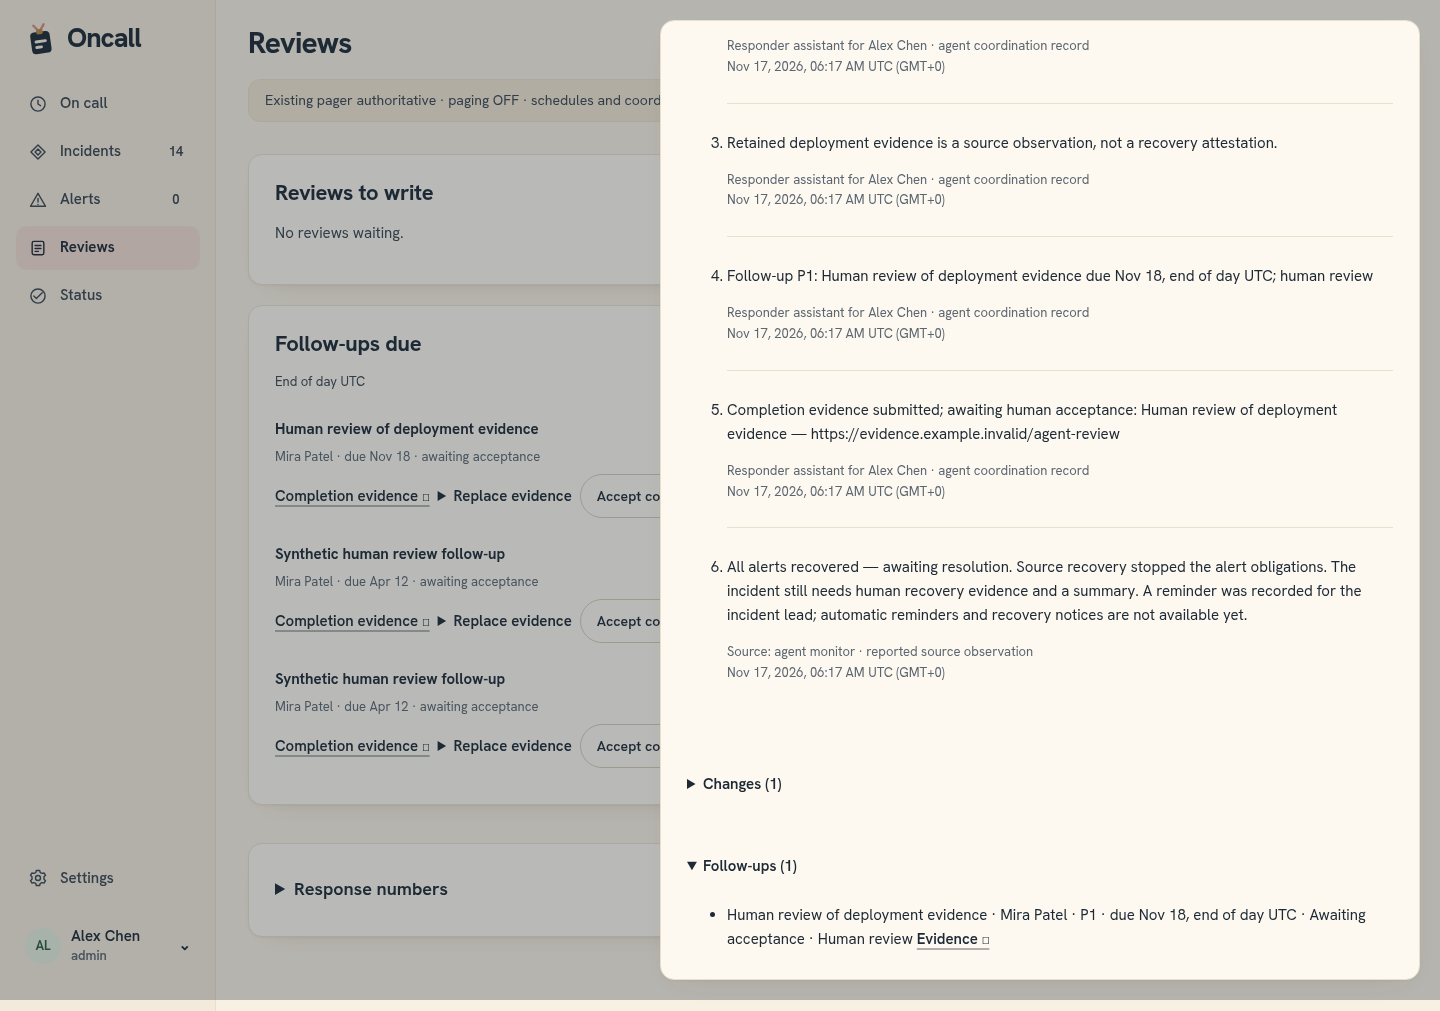 Oncall
On call
Incidents 14
Alerts 0
Reviews
Status
Settings
AL
Alex Chen
admin
Reviews
Existing pager authoritative · paging OFF · schedules and coord
Reviews to write
No reviews waiting.
Follow-ups due
End of day UTC
Human review of deployment evidence
Mira Patel · due Nov 18 · awaiting acceptance
Completion evidence Replace evidence Accept co
Synthetic human review follow-up
Mira Patel · due Apr 12 · awaiting acceptance
Completion evidence Replace evidence Accept co
Synthetic human review follow-up
Mira Patel · due Apr 12 · awaiting acceptance
Completion evidence Replace evidence Accept co
Response numbers
Responder assistant for Alex Chen · agent coordination record
Nov 17, 2026, 06:17 AM UTC (GMT+0)
3. Retained deployment evidence is a source observation, not a recovery attestation.
Responder assistant for Alex Chen · agent coordination record
Nov 17, 2026, 06:17 AM UTC (GMT+0)
4. Follow-up P1: Human review of deployment evidence due Nov 18, end of day UTC; human review
Responder assistant for Alex Chen · agent coordination record
Nov 17, 2026, 06:17 AM UTC (GMT+0)
5. Completion evidence submitted; awaiting human acceptance: Human review of deployment
evidence — https://evidence.example.invalid/agent-review
Responder assistant for Alex Chen · agent coordination record
Nov 17, 2026, 06:17 AM UTC (GMT+0)
6. All alerts recovered — awaiting resolution. Source recovery stopped the alert obligations. The
incident still needs human recovery evidence and a summary. A reminder was recorded for the
incident lead; automatic reminders and recovery notices are not available yet.
Source: agent monitor · reported source observation
Nov 17, 2026, 06:17 AM UTC (GMT+0)
Changes (1)
Follow-ups (1)
Human review of deployment evidence · Mira Patel · P1 · due Nov 18, end of day UTC · Awaiting
acceptance · Human review Evidence